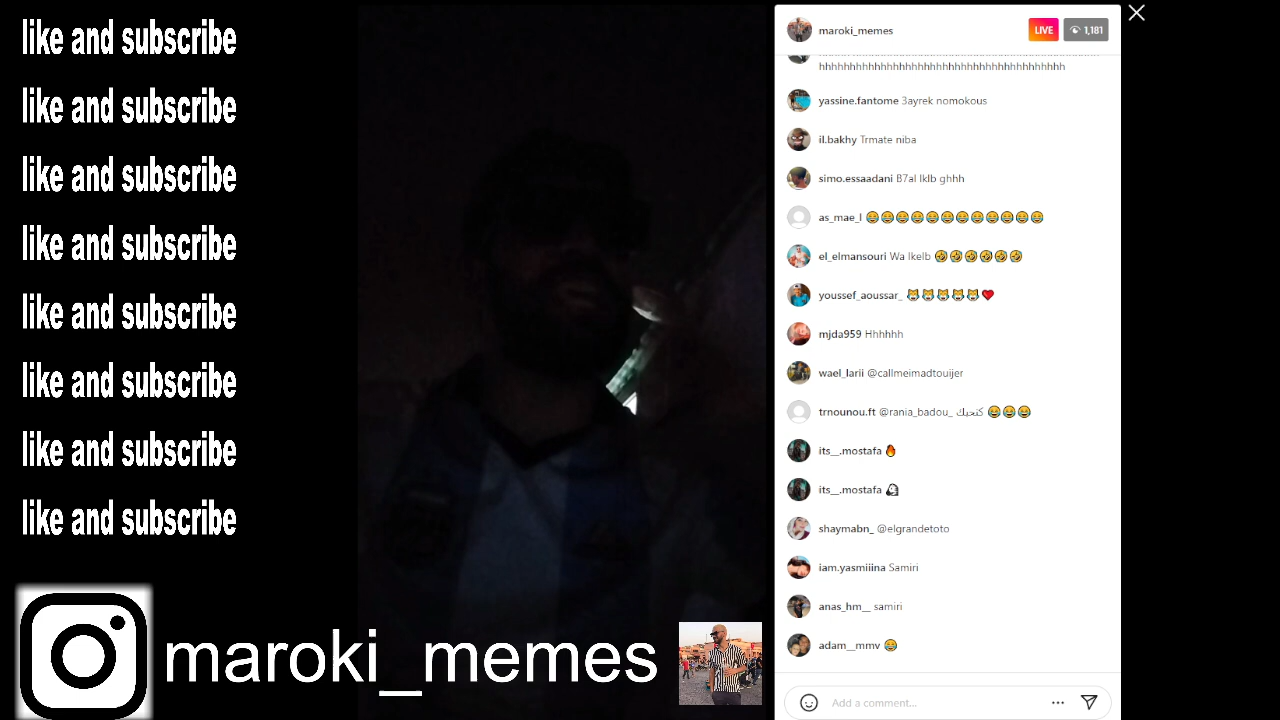 like and subscribe
like and subscribe
like and subscribe
like and subscribe
like and subscribe
like and subscribe
like and subscribe
like and subscribe
maroki_memes
maroki_memes
LIVE 1,181
hhhhhhhhhhhhhhhhhhhhhhhhhhhhhhhhhhhhhhhh
yassine.fantome 3ayrek nomokous
il.bakhy Trmate niba
simo.essaadani B7al lklb ghhh
as_mae_l 😂😂😂😂😂😂😂😂😂😂😂😂
el_elmansouri Wa lkelb 🤣🤣🤣🤣🤣🤣
youssef_aoussar_ 😹😹😹😹😹❤️
mjda959 Hhhhhh
wael_larii @callmeimadtouijer
trnounou.ft @rania_badou_ كنحيك 😂😂😂
its__.mostafa 🔥
its__.mostafa
shaymabn_ @elgrandetoto
iam.yasmiiina Samiri
anas_hm__ samiri
adam__mmv 😂
Add a comment...